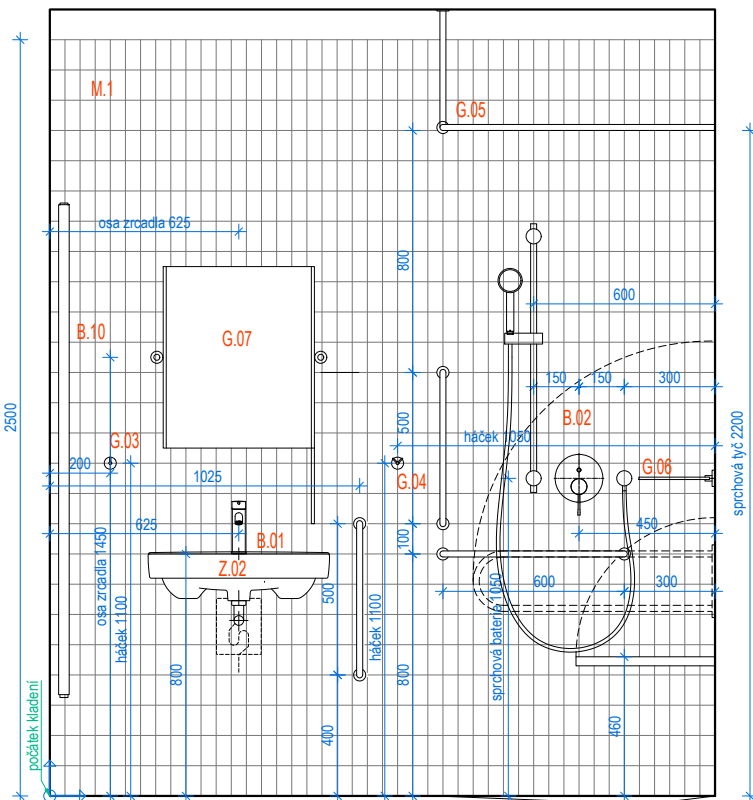 M.1
G.05
osa zrcadla 625
800
600
B.10
G.07
150
150
300
B.02
2500
sprchová tyč 2200
G.03
500
háček 1050
200
G.04
G.06
1025
625
B.01
100
450
Z.02
osa zrcadla 1450
háček 1100
500
háček 1100
sprchová baterie 1050
600
300
800
800
400
460
počátek kladení